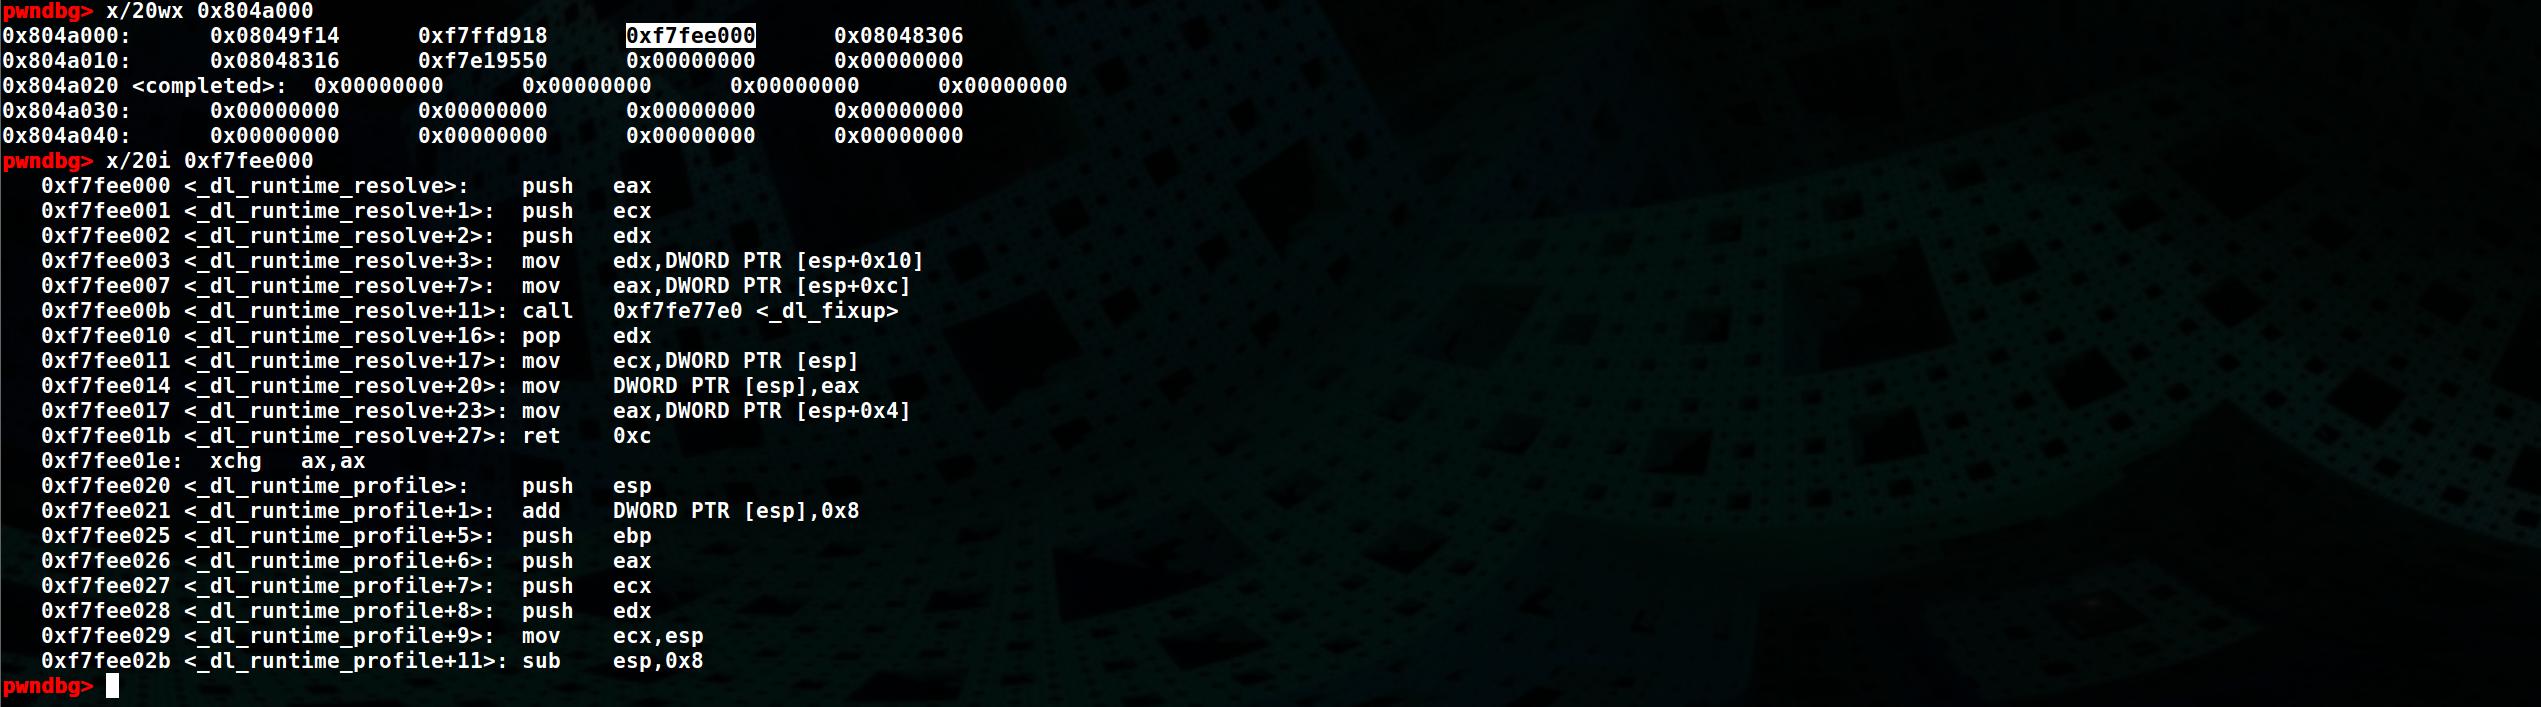 pwndbg> x/20wx 0x804a000
0x804a000:      0x08049f14      0xf7ffd918      0xf7fee000      0x08048306
0x804a010:      0x08048316      0xf7e19550      0x00000000      0x00000000
0x804a020 <completed>:  0x00000000      0x00000000      0x00000000      0x00000000
0x804a030:      0x00000000      0x00000000      0x00000000      0x00000000
0x804a040:      0x00000000      0x00000000      0x00000000      0x00000000
pwndbg> x/20i 0xf7fee000
   0xf7fee000 <_dl_runtime_resolve>:    push   eax
   0xf7fee001 <_dl_runtime_resolve+1>:  push   ecx
   0xf7fee002 <_dl_runtime_resolve+2>:  push   edx
   0xf7fee003 <_dl_runtime_resolve+3>:  mov    edx,DWORD PTR [esp+0x10]
   0xf7fee007 <_dl_runtime_resolve+7>:  mov    eax,DWORD PTR [esp+0xc]
   0xf7fee00b <_dl_runtime_resolve+11>: call   0xf7fe77e0 <_dl_fixup>
   0xf7fee010 <_dl_runtime_resolve+16>: pop    edx
   0xf7fee011 <_dl_runtime_resolve+17>: mov    ecx,DWORD PTR [esp]
   0xf7fee014 <_dl_runtime_resolve+20>: mov    DWORD PTR [esp],eax
   0xf7fee017 <_dl_runtime_resolve+23>: mov    eax,DWORD PTR [esp+0x4]
   0xf7fee01b <_dl_runtime_resolve+27>: ret    0xc
   0xf7fee01e:  xchg   ax,ax
   0xf7fee020 <_dl_runtime_profile>:    push   esp
   0xf7fee021 <_dl_runtime_profile+1>:  add    DWORD PTR [esp],0x8
   0xf7fee025 <_dl_runtime_profile+5>:  push   ebp
   0xf7fee026 <_dl_runtime_profile+6>:  push   eax
   0xf7fee027 <_dl_runtime_profile+7>:  push   ecx
   0xf7fee028 <_dl_runtime_profile+8>:  push   edx
   0xf7fee029 <_dl_runtime_profile+9>:  mov    ecx,esp
   0xf7fee02b <_dl_runtime_profile+11>: sub    esp,0x8
pwndbg>